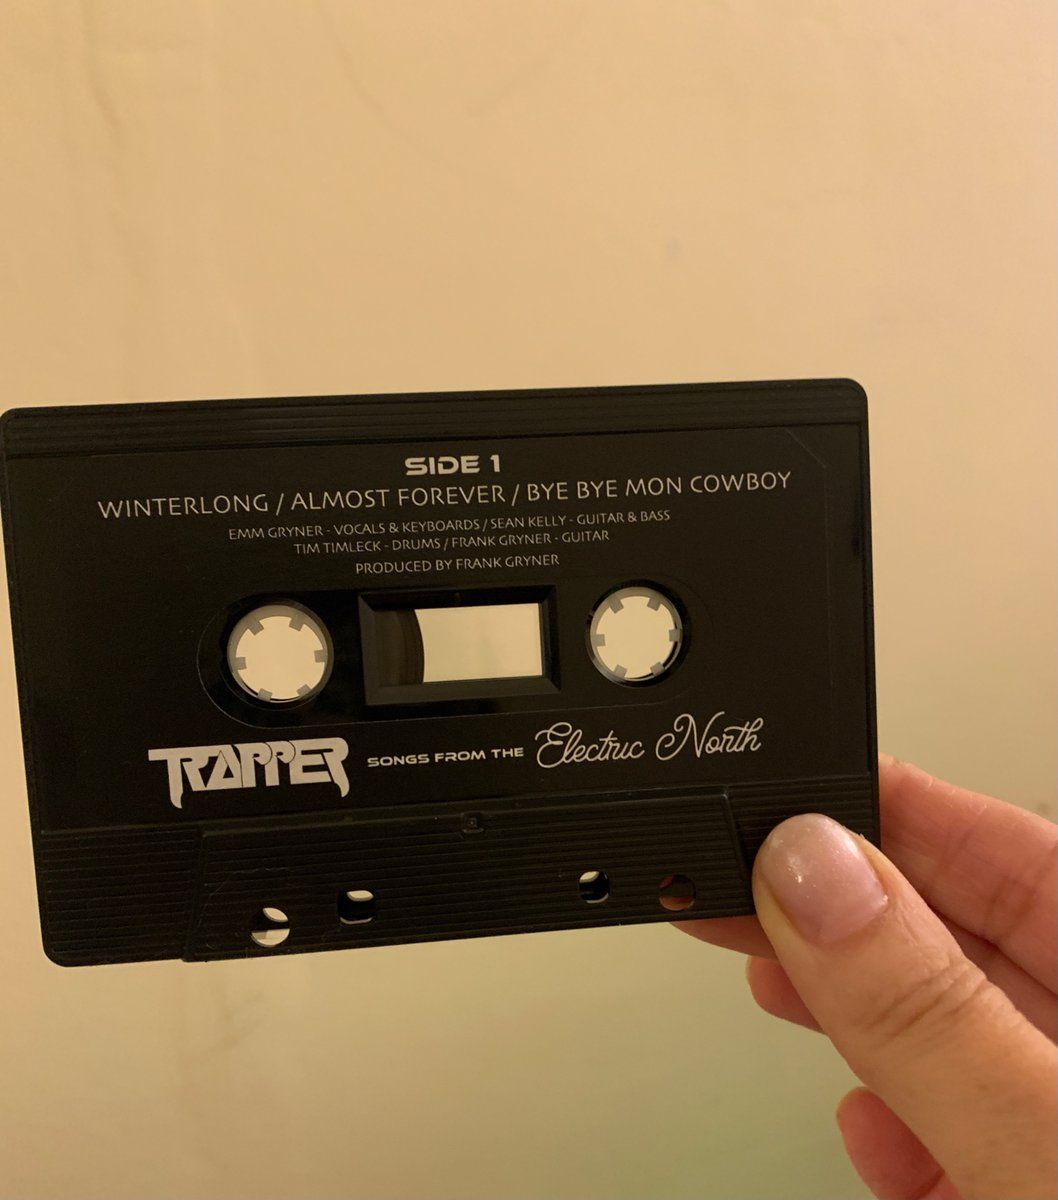 SIDE 1
WINTERLONG / ALMOST FOREVER / BYE BYE MON COWBOY
EMM GRYNER - VOCALS & KEYBOARDS / SEAN KELLY - GUITAR & BASS
TIM TIMLECK - DRUMS / FRANK GRYNER - GUITAR
PRODUCED BY FRANK GRYNER
TRAPPER SONGS FROM THE Electric North